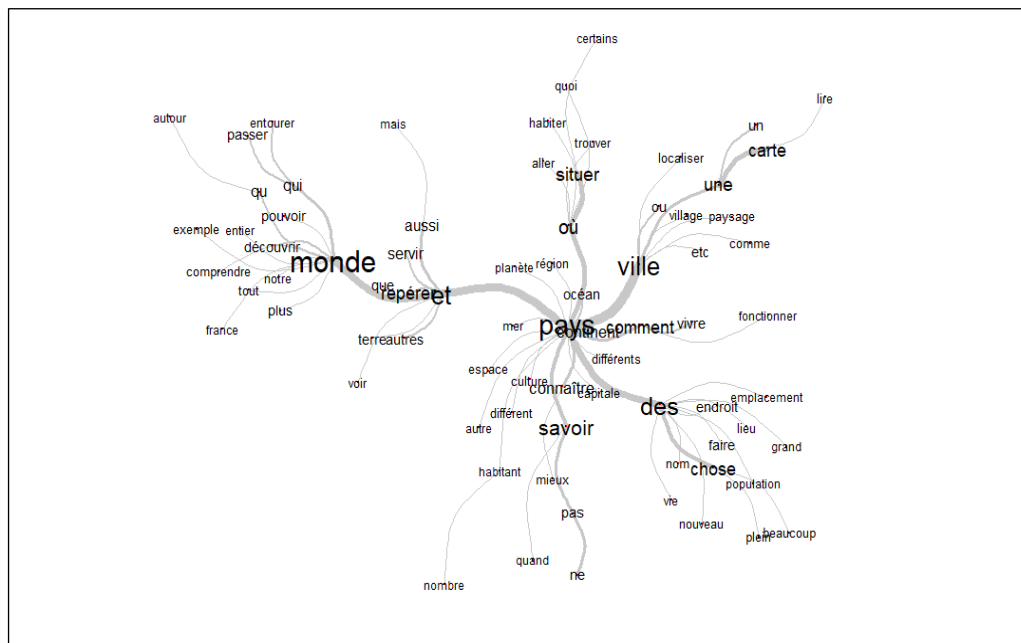 certains
quoi
lire
autour
entourer
passer
mais
habiter
un
trouver
carte
localiser
aller
situer
qu
qui
une
pouvoir
ou
village
paysage
aussi
où
exemple
entier
découvrir
servir
etc
comme
monde
planète
région
ville
comprendre
notre
que
repérer
et
océan
tout
plus
mer
pays
continent
comment
vivre
fonctionner
france
terre
autres
différents
espace
voir
culture
connaître
capitale
emplacement
des
endroit
différent
autre
savoir
lieu
faire
grand
nom
chose
habitant
mieux
population
vie
pas
nouveau
plein
beaucoup
quand
ne
nombre